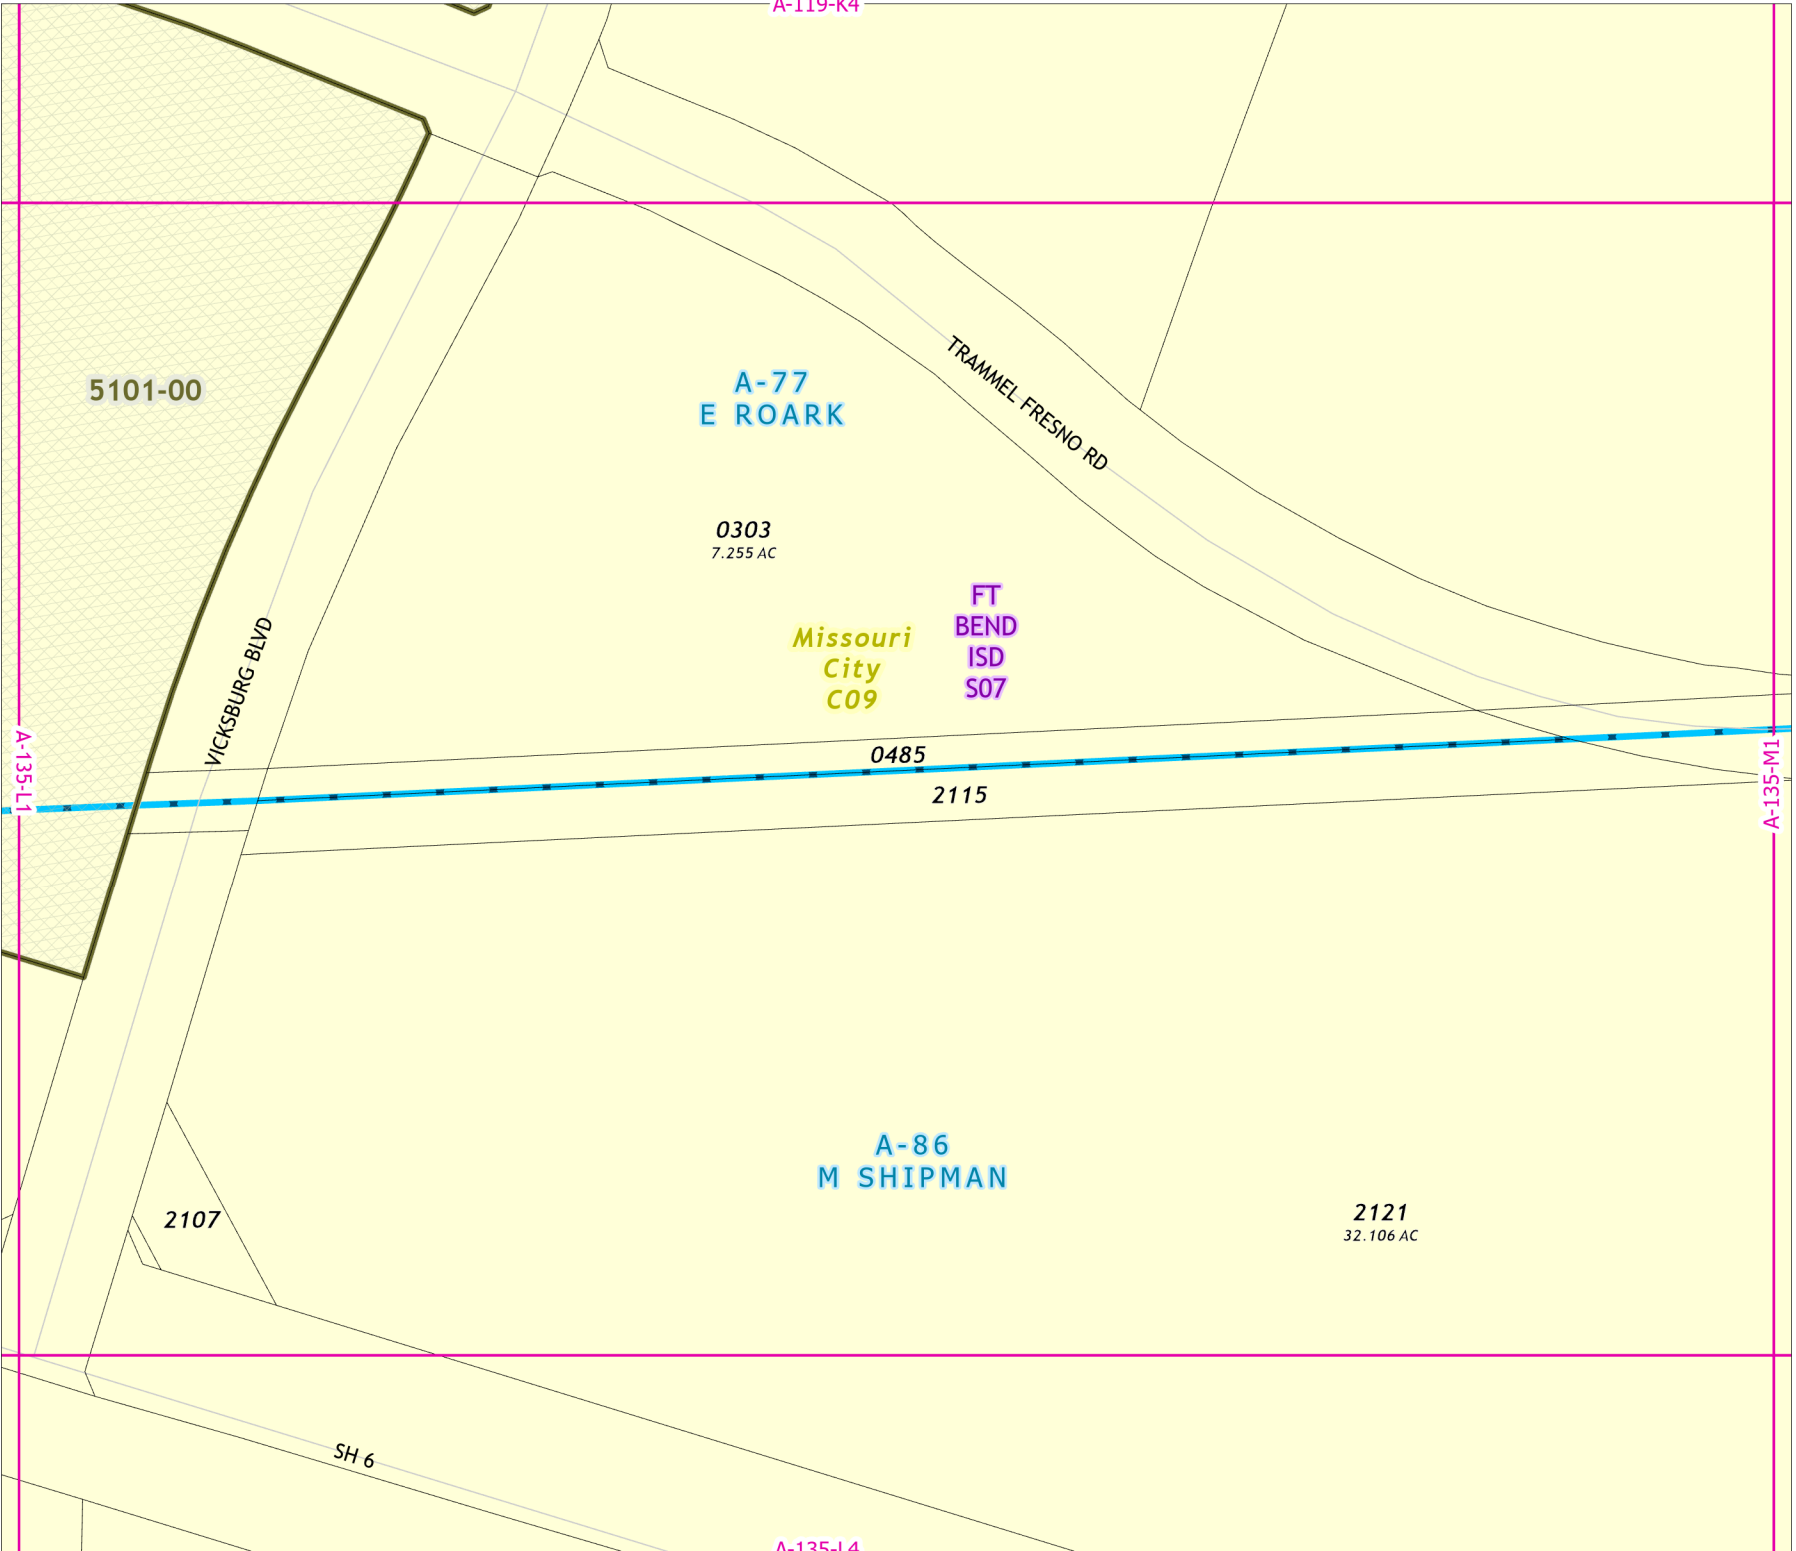 A-119-K4
A-77
E ROARK
TRAMMEL FRESNO RD
5101-00
0303
7.255 AC
FT
BEND
ISD
S07
Missouri
City
C09
VICKSBURG BLVD
A-135-L1
0485
2115
A-135-M1
A-86
M SHIPMAN
2107
2121
32.106 AC
SH 6
A-135-L4